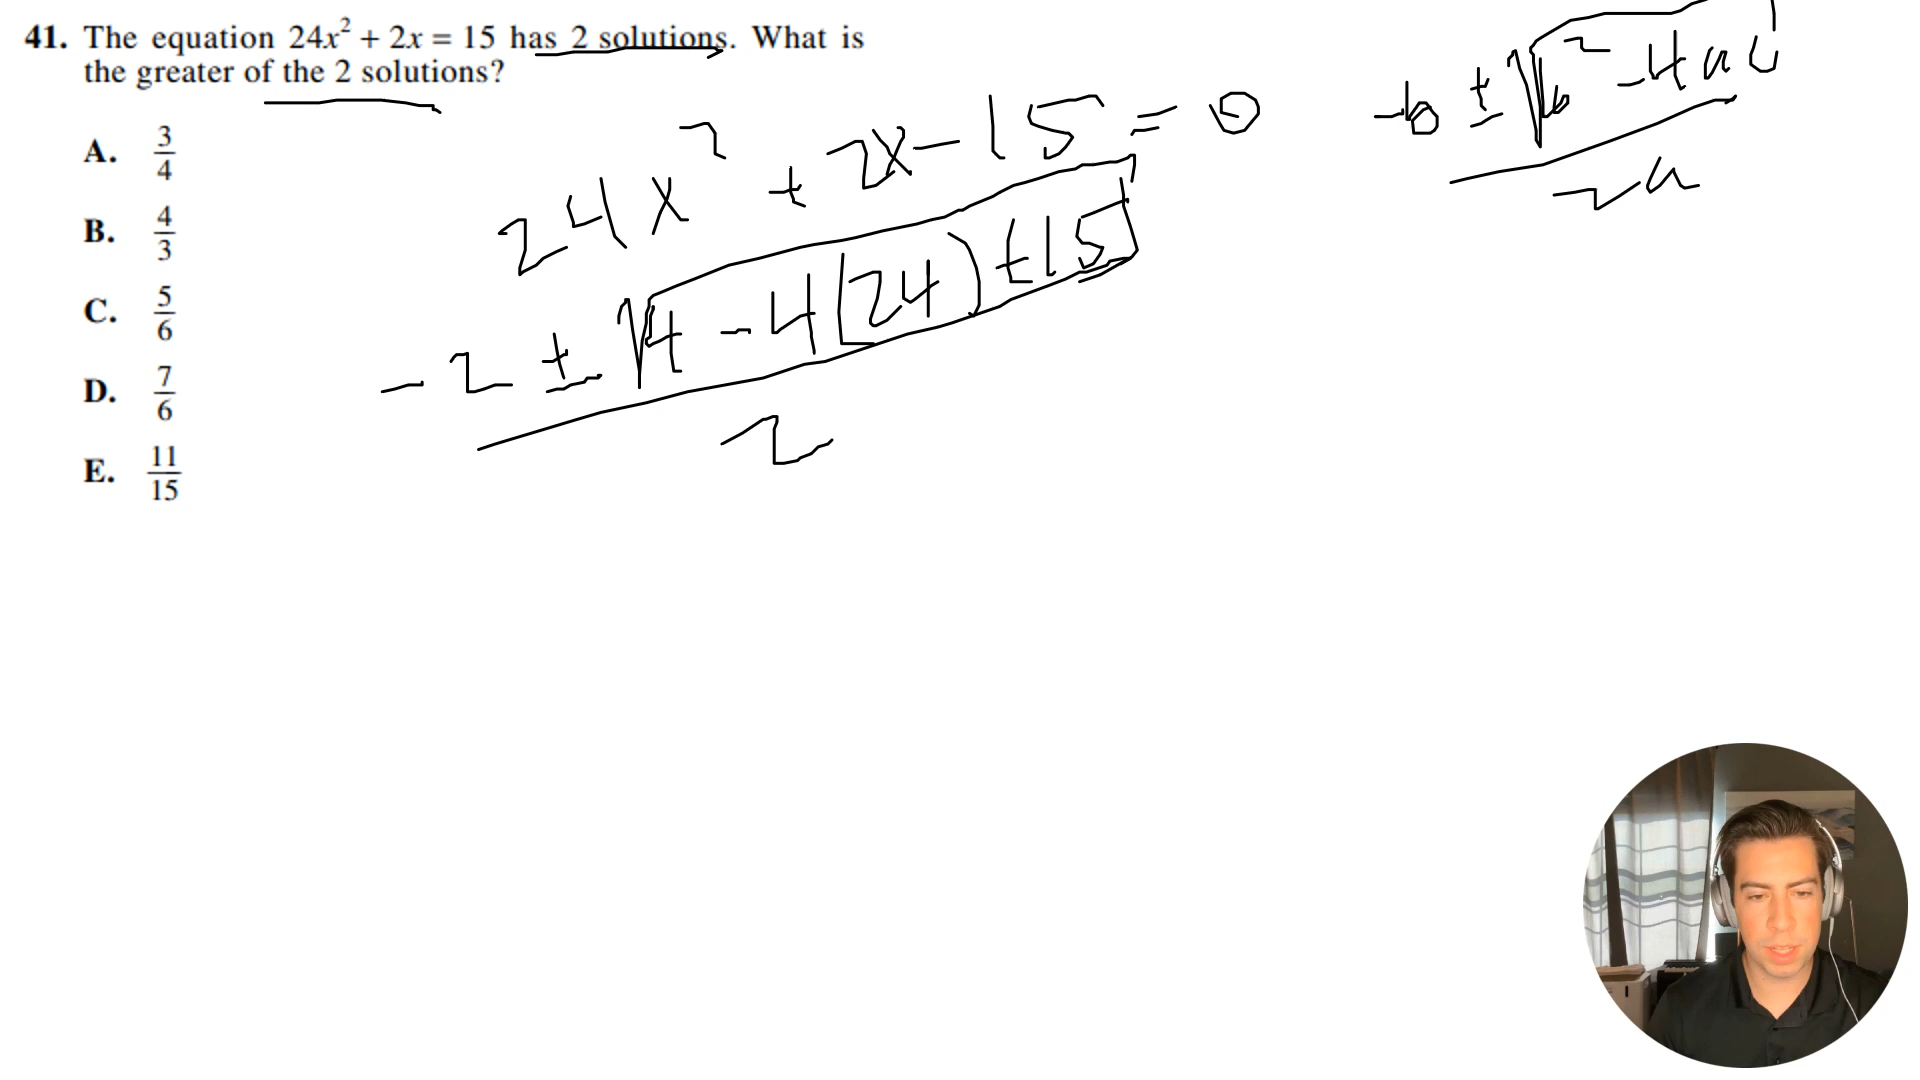 41. The equation 24x² + 2x = 15 has 2 solutions. What is
the greater of the 2 solutions?
A. 3/4
B. 4/3
C. 5/6
D. 7/6
E. 11/15
24x² + 2x - 15 = 0
-b ± √b² - 4ac
2a
-2 ± √4 - 4(24)
2